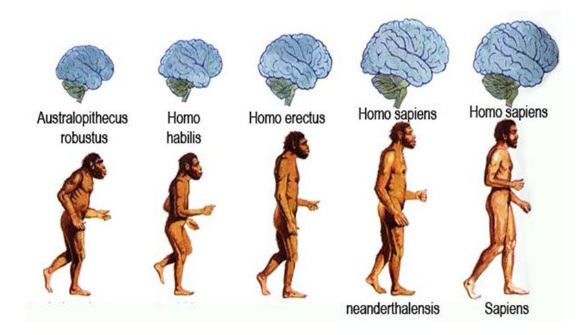 Australopithecus
robustus
Homo
habilis
Homo erectus
Homo sapiens
Homo sapiens
neanderthalensis
Sapiens